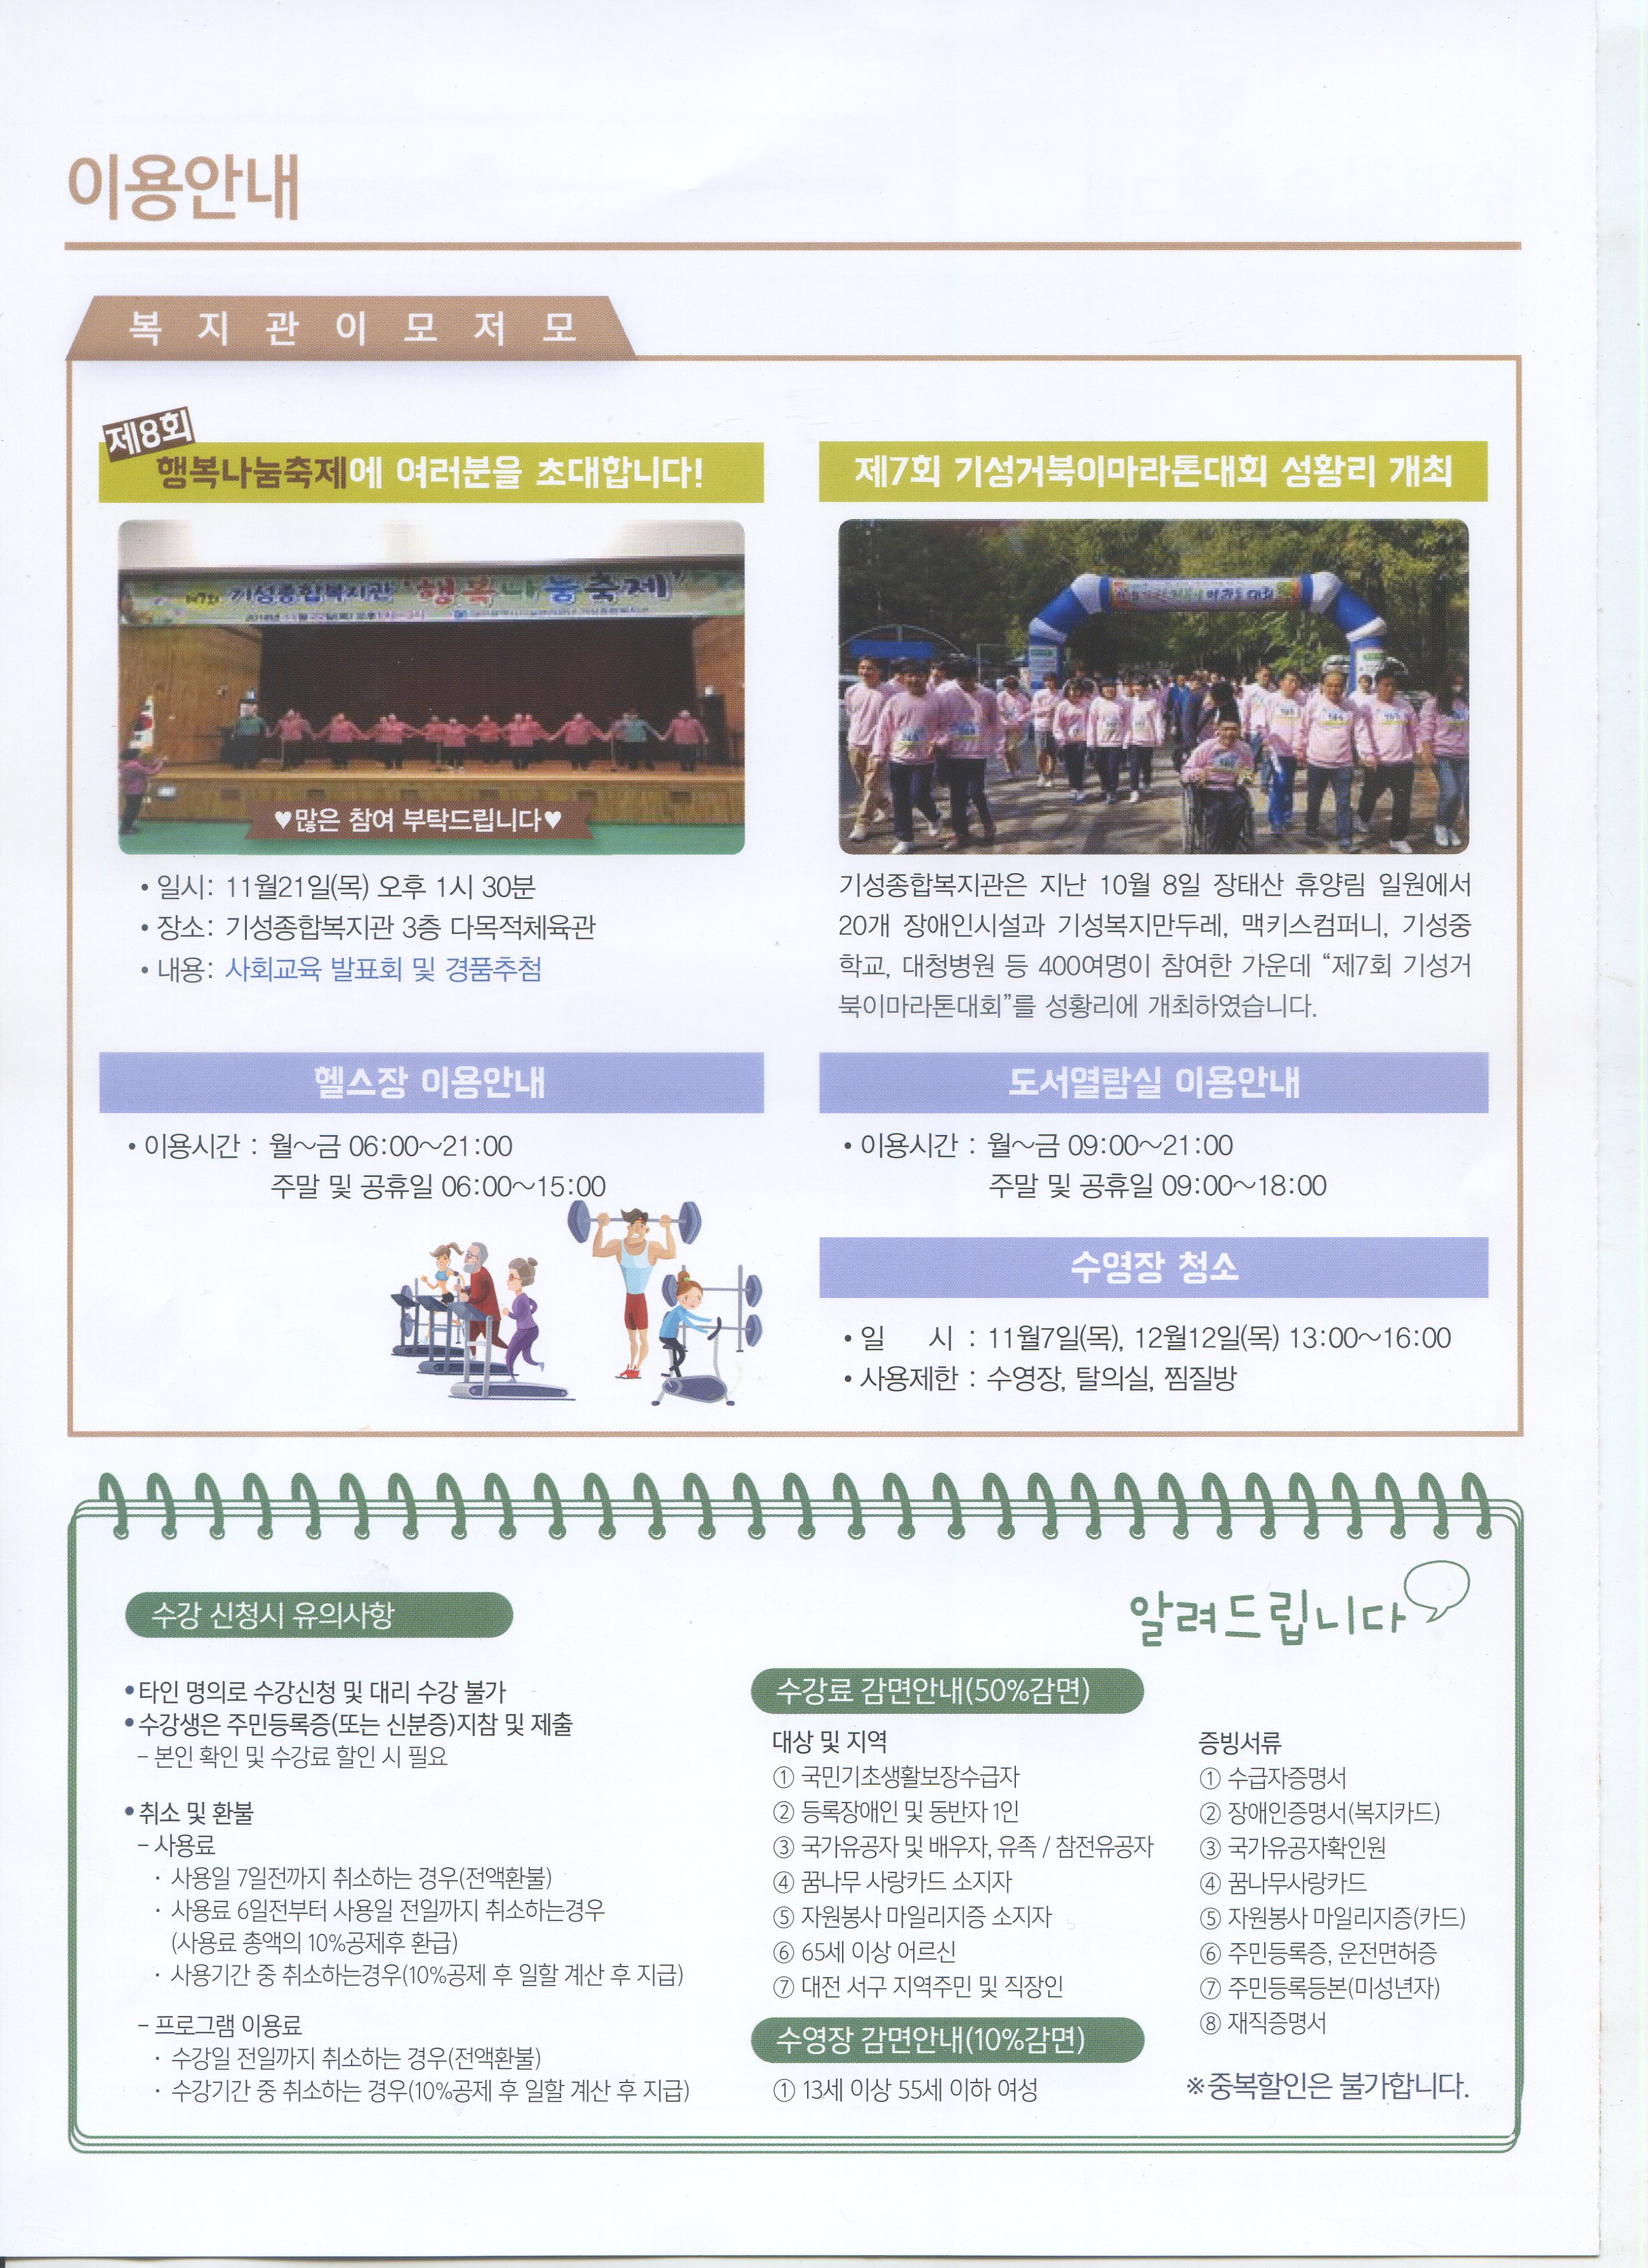 이용안내
복지관이모저모
제8회
행복나눔축제에 여러분을 초대합니다!
제7회 기성종합복지관 '행복나눔축제'
♥많은 참여 부탁드립니다♥
• 일시: 11월21일(목) 오후 1시 30분
• 장소: 기성종합복지관 3층 다목적체육관
• 내용: 사회교육 발표회 및 경품추첨
제7회 기성거북이마라톤대회 성황리 개최
기성종합복지관은 지난 10월 8일 장태산 휴양림 일원에서
20개 장애인시설과 기성복지만두레, 맥키스컴퍼니, 기성중
학교, 대청병원 등 400여명이 참여한 가운데 “제7회 기성거
북이마라톤대회”를 성황리에 개최하였습니다.
헬스장 이용안내
• 이용시간 : 월~금 06:00~21:00
주말 및 공휴일 06:00~15:00
도서열람실 이용안내
• 이용시간 : 월~금 09:00~21:00
주말 및 공휴일 09:00~18:00
수영장 청소
• 일 시 : 11월7일(목), 12월12일(목) 13:00~16:00
• 사용제한 : 수영장, 탈의실, 찜질방
알려드립니다
수강 신청시 유의사항
• 타인 명의로 수강신청 및 대리 수강 불가
• 수강생은 주민등록증(또는 신분증)지참 및 제출
– 본인 확인 및 수강료 할인 시 필요
• 취소 및 환불
– 사용료
· 사용일 7일전까지 취소하는 경우(전액환불)
· 사용료 6일전부터 사용일 전일까지 취소하는경우
(사용료 총액의 10%공제후 환급)
· 사용기간 중 취소하는경우(10%공제 후 일할 계산 후 지급)
– 프로그램 이용료
· 수강일 전일까지 취소하는 경우(전액환불)
· 수강기간 중 취소하는 경우(10%공제 후 일할 계산 후 지급)
수강료 감면안내(50%감면)
대상 및 지역
① 국민기초생활보장수급자
② 등록장애인 및 동반자 1인
③ 국가유공자 및 배우자, 유족 / 참전유공자
④ 꿈나무 사랑카드 소지자
⑤ 자원봉사 마일리지증 소지자
⑥ 65세 이상 어르신
⑦ 대전 서구 지역주민 및 직장인
수영장 감면안내(10%감면)
① 13세 이상 55세 이하 여성
증빙서류
① 수급자증명서
② 장애인증명서(복지카드)
③ 국가유공자확인원
④ 꿈나무사랑카드
⑤ 자원봉사 마일리지증(카드)
⑥ 주민등록증, 운전면허증
⑦ 주민등록등본(미성년자)
⑧ 재직증명서
※중복할인은 불가합니다.